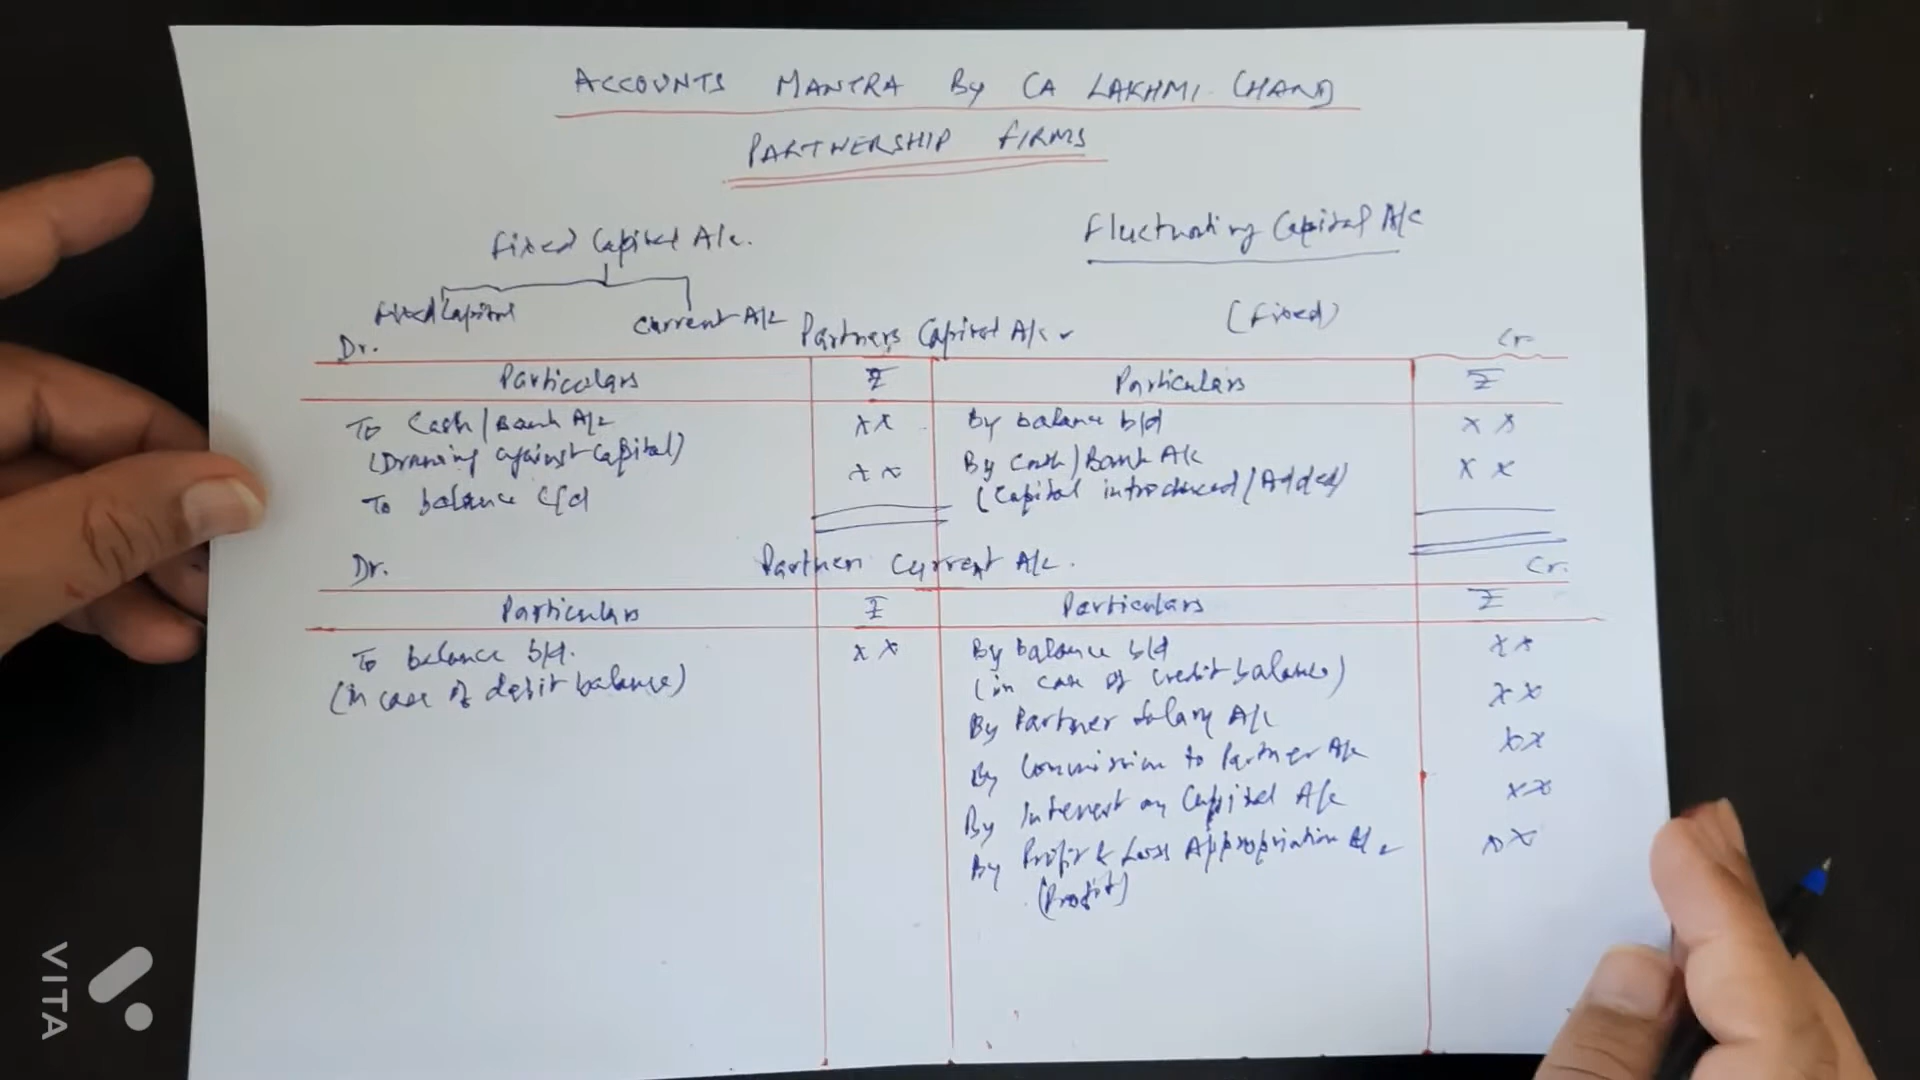 ACCOUNTS MANTRA By CA LAKHMI CHAND
PARTNERSHIP FIRMS
Fixed Capital A/c.
Fluctuating Capital A/c
Fixed Capital
Current A/c
Partners Capital A/c
(Fixed)
Dr.
Cr.
Particulars ₹ Particulars ₹
To Cash/Bank A/c xx By balance b/d xx
(Drawing against Capital) By Cash/Bank A/c xx
To balance c/d xx (Capital introduced/Added)
Dr. Partners Current A/c. Cr.
Particulars ₹ Particulars ₹
To balance b/d. xx By balance b/d xx
(in case of debit balance) (in case of credit balance)
By Partner Salary A/c xx
By Commission to Partner A/c xx
By Interest on Capital A/c xx
By Profit & Loss Appropriation A/c xx
(Profit)
VITA